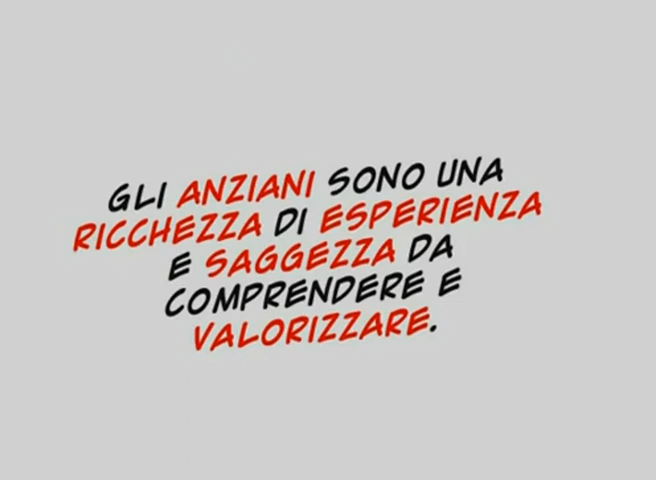 GLI ANZIANI SONO UNA
RICCHEZZA DI ESPERIENZA
E SAGGEZZA DA
COMPRENDERE E
VALORIZZARE.